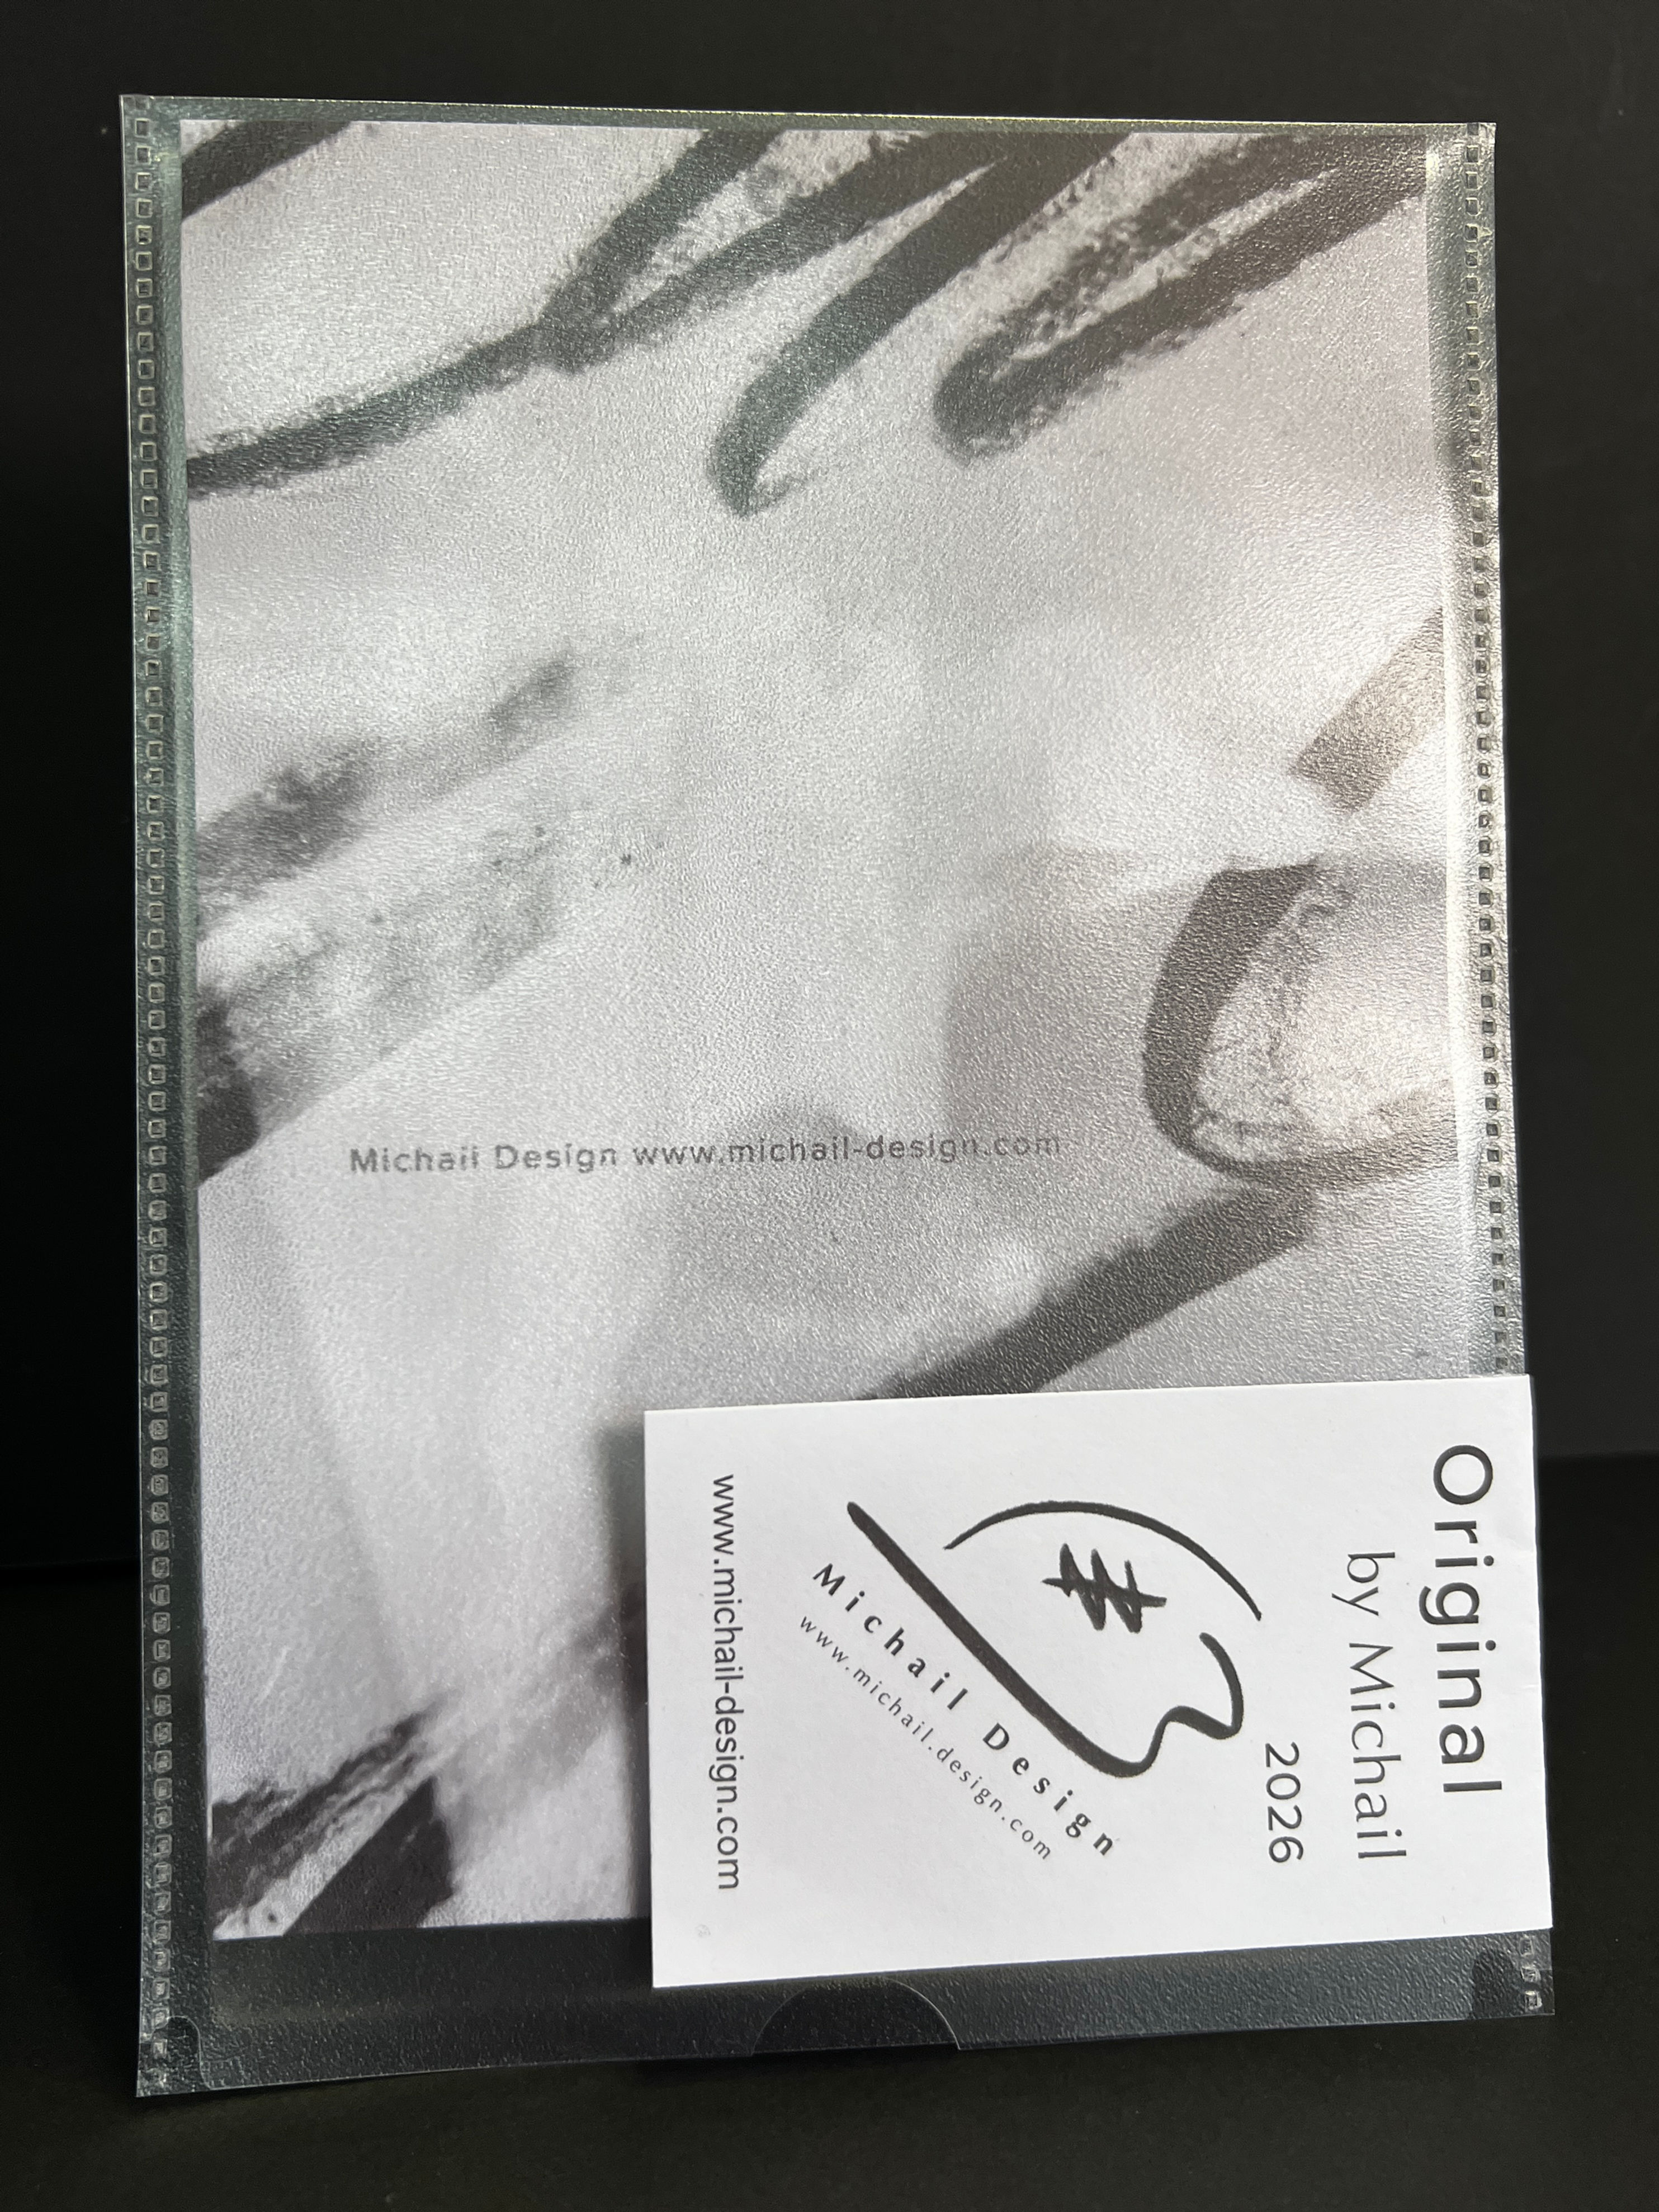 Michail Design www.michail-design.com
Original
by Michail
2026
Michail Design
www.michail.design.com
www.michail-design.com